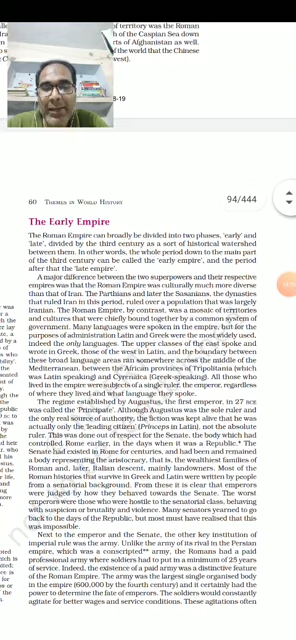 of territory was the Roman
h of the Caspian Sea down
rts of Afghanistan as well.
of the world that the Chinese
west).
8-19
60 THEMES IN WORLD HISTORY
94/444
The Early Empire
The Roman Empire can broadly be divided into two phases, 'early' and
'late', divided by the third century as a sort of historical watershed
between them. In other words, the whole period down to the main part
of the third century can be called the 'early empire', and the period
after that the 'late empire'.
A major difference between the two superpowers and their respective
empires was that the Roman Empire was culturally much more diverse
than that of Iran. The Parthians and later the Sasanians, the dynasties
that ruled Iran in this period, ruled over a population that was largely
Iranian. The Roman Empire, by contrast, was a mosaic of territories
and cultures that were chiefly bound together by a common system of
government. Many languages were spoken in the empire, but for the
purposes of administration Latin and Greek were the most widely used,
indeed the only languages. The upper classes of the east spoke and
wrote in Greek, those of the west in Latin, and the boundary between
these broad language areas ran somewhere across the middle of the
Mediterranean, between the African provinces of Tripolitania (which
was Latin speaking) and Cyrenaica (Greek-speaking). All those who
lived in the empire were subjects of a single ruler, the emperor, regardless
of where they lived and what language they spoke.
The regime established by Augustus, the first emperor, in 27 BCE
was called the 'Principate'. Although Augustus was the sole ruler and
the only real source of authority, the fiction was kept alive that he was
actually only the 'leading citizen' (Princeps in Latin), not the absolute
ruler. This was done out of respect for the Senate, the body which had
controlled Rome earlier, in the days when it was a Republic.* The
Senate had existed in Rome for centuries, and had been and remained
a body representing the aristocracy, that is, the wealthiest families of
Roman and, later, Italian descent, mainly landowners. Most of the
Roman histories that survive in Greek and Latin were written by people
from a senatorial background. From these it is clear that emperors
were judged by how they behaved towards the Senate. The worst
emperors were those who were hostile to the senatorial class, behaving
with suspicion or brutality and violence. Many senators yearned to go
back to the days of the Republic, but most must have realised that this
was impossible.
Next to the emperor and the Senate, the other key institution of
imperial rule was the army. Unlike the army of its rival in the Persian
empire, which was a conscripted** army, the Romans had a paid
professional army where soldiers had to put in a minimum of 25 years
of service. Indeed, the existence of a paid army was a distinctive feature
of the Roman Empire. The army was the largest single organised body
in the empire (600,000 by the fourth century) and it certainly had the
power to determine the fate of emperors. The soldiers would constantly
agitate for better wages and service conditions. These agitations often